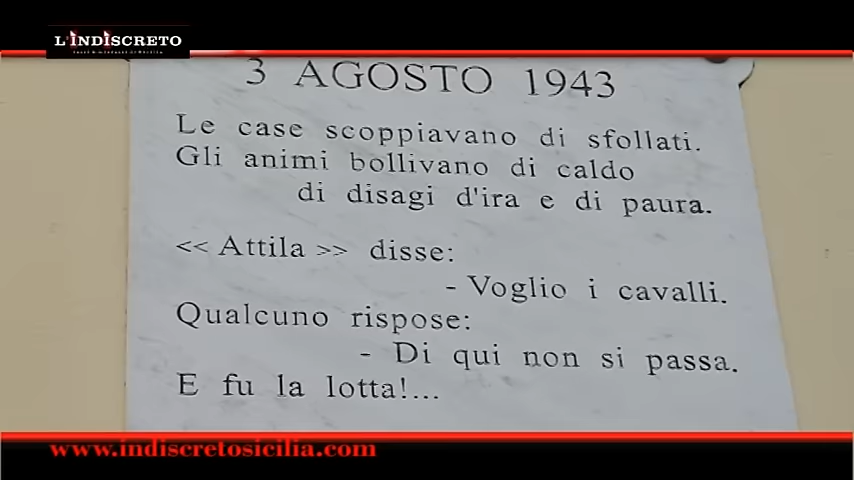 L'INDISCRETO
3 AGOSTO 1943
Le case scoppiavano di sfollati.
Gli animi bollivano di caldo
di disagi d'ira e di paura.
<< Attila >> disse:
- Voglio i cavalli.
Qualcuno rispose:
- Di qui non si passa.
E fu la lotta!...
www.indiscretosicilia.com